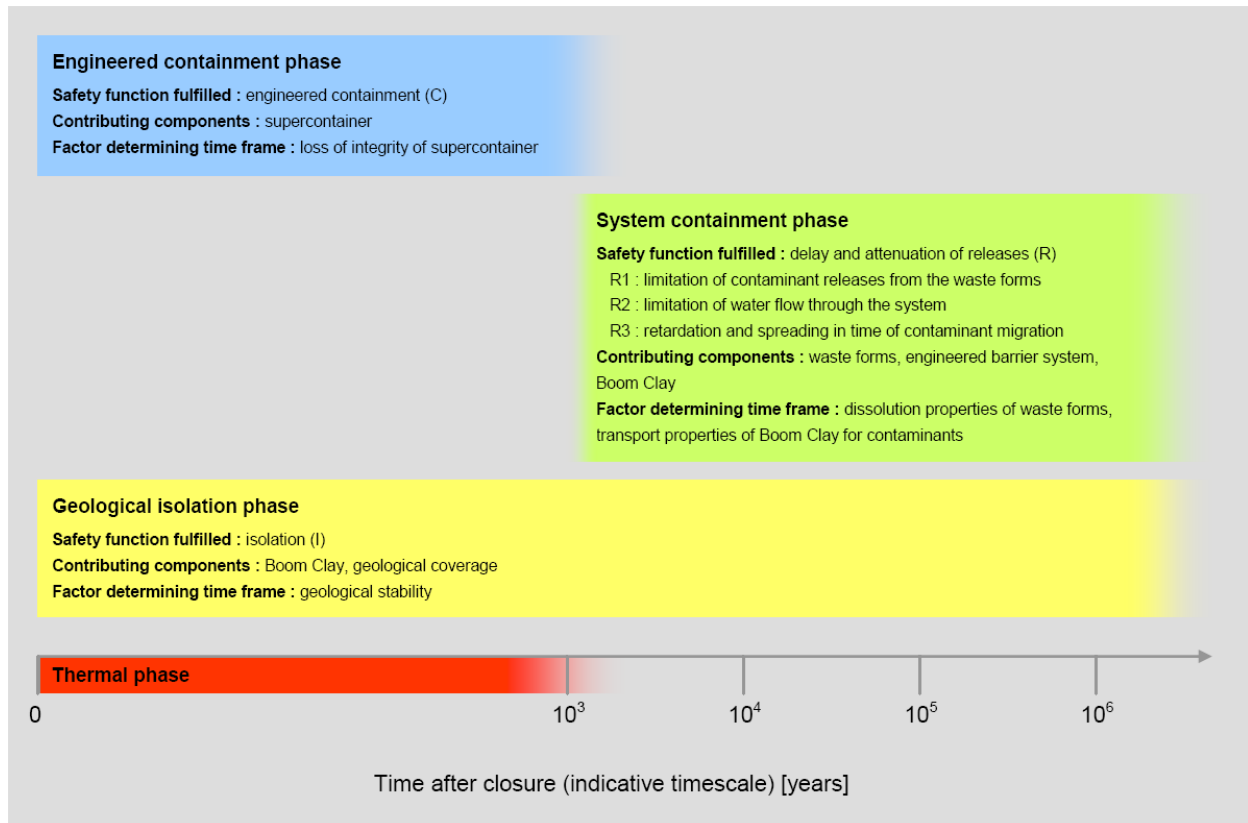 Engineered containment phase
Safety function fulfilled : engineered containment (C)
Contributing components : supercontainer
Factor determining time frame : loss of integrity of supercontainer
System containment phase
Safety function fulfilled : delay and attenuation of releases (R)
R1 : limitation of contaminant releases from the waste forms
R2 : limitation of water flow through the system
R3 : retardation and spreading in time of contaminant migration
Contributing components : waste forms, engineered barrier system,
Boom Clay
Factor determining time frame : dissolution properties of waste forms,
transport properties of Boom Clay for contaminants
Geological isolation phase
Safety function fulfilled : isolation (I)
Contributing components : Boom Clay, geological coverage
Factor determining time frame : geological stability
Thermal phase
0 10³ 10⁴ 10⁵ 10⁶
Time after closure (indicative timescale) [years]